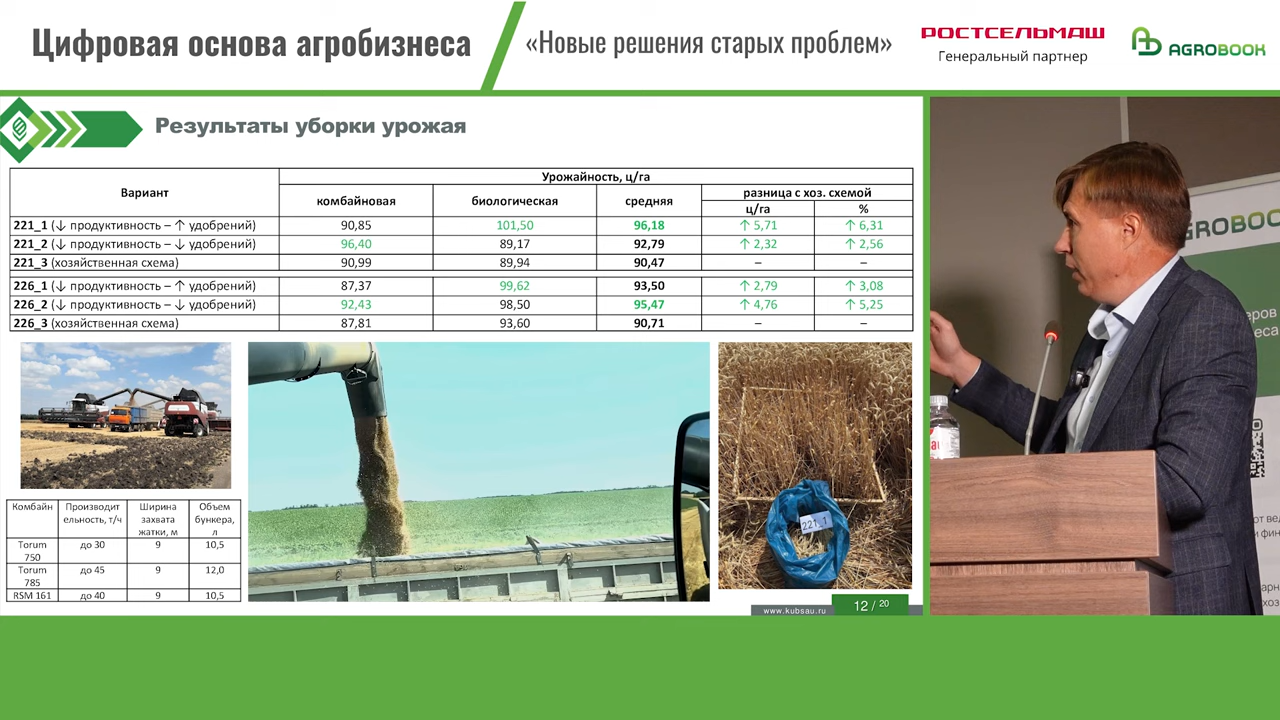 Цифровая основа агробизнеса
«Новые решения старых проблем»
РОСТСЕЛЬМАШ
Генеральный партнер
AGROBOOK
Результаты уборки урожая
Вариант
Урожайность, ц/га
комбайновая
биологическая
средняя
разница с хоз. схемой
ц/га
%
221_1 (↓ продуктивность – ↑ удобрений) 90,85 101,50 96,18 ↑ 5,71 ↑ 6,31
221_2 (↓ продуктивность – ↓ удобрений) 96,40 89,17 92,79 ↑ 2,32 ↑ 2,56
221_3 (хозяйственная схема) 90,99 89,94 90,47 – –
226_1 (↓ продуктивность – ↑ удобрений) 87,37 99,62 93,50 ↑ 2,79 ↑ 3,08
226_2 (↓ продуктивность – ↓ удобрений) 92,43 98,50 95,47 ↑ 4,76 ↑ 5,25
226_3 (хозяйственная схема) 87,81 93,60 90,71 – –
Комбайн
Производит
ельность, т/ч
Ширина
захвата
жатки, м
Объем
бункера,
л
Torum
750
до 30 9 10,5
Torum
785
до 45 9 12,0
RSM 161 до 40 9 10,5
221_1
www.kubsau.ru
12 / 20